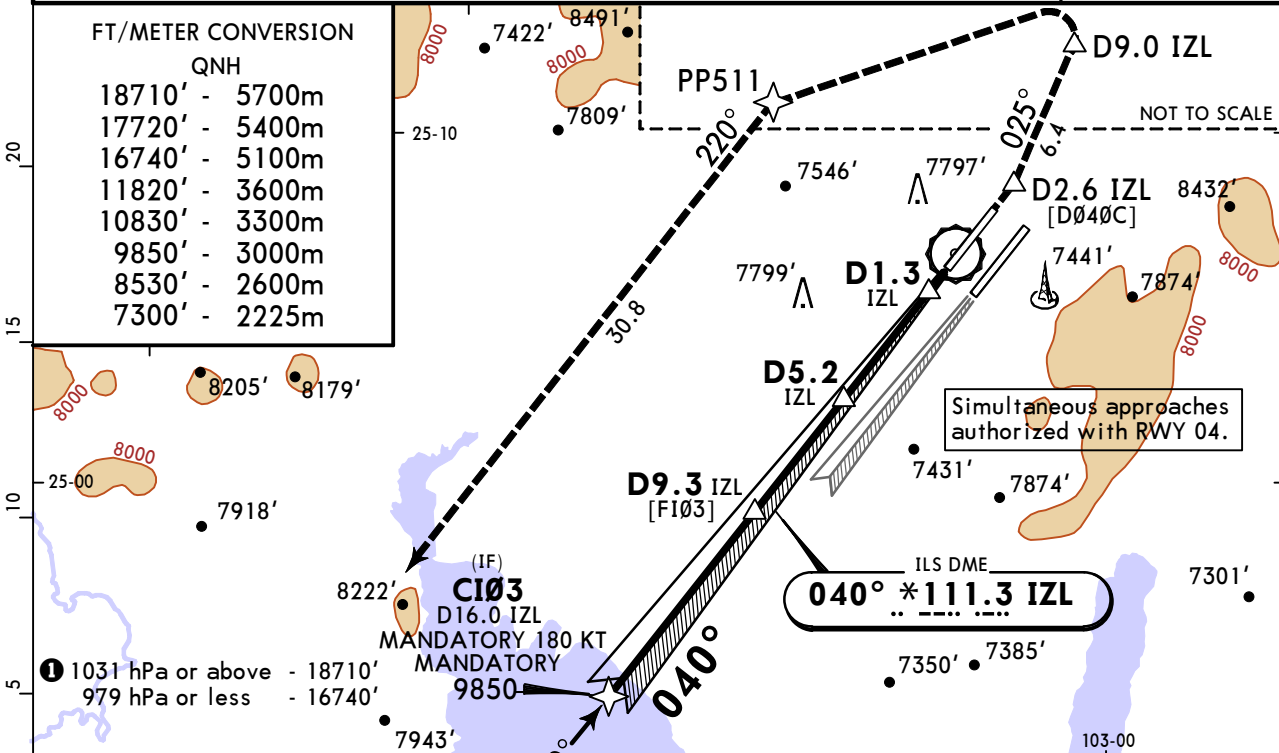 FT/METER CONVERSION
QNH
18710' - 5700m
17720' - 5400m
16740' - 5100m
11820' - 3600m
10830' - 3300m
9850' - 3000m
8530' - 2600m
7300' - 2225m
8000
7422'
8491'
8000
7809'
25-10
PP511
D9.0 IZL
NOT TO SCALE
220°
025°
6.4
20
7546'
7797'
D2.6 IZL
[DØ40C]
8432'
8000
7799'
D1.3
IZL
7441'
7874'
8000
30.8
15
8000
8205'
8179'
D5.2
IZL
Simultaneous approaches
authorized with RWY 04.
8000
25-00
7431'
7874'
D9.3 IZL
[FIØ3]
10
7918'
ILS DME
040° *111.3 IZL
7301'
8222'
(IF)
CIØ3
D16.0 IZL
MANDATORY 180 KT
MANDATORY
9850
040°
7350'
7385'
1 1031 hPa or above - 18710'
979 hPa or less - 16740'
5
7943'
103-00